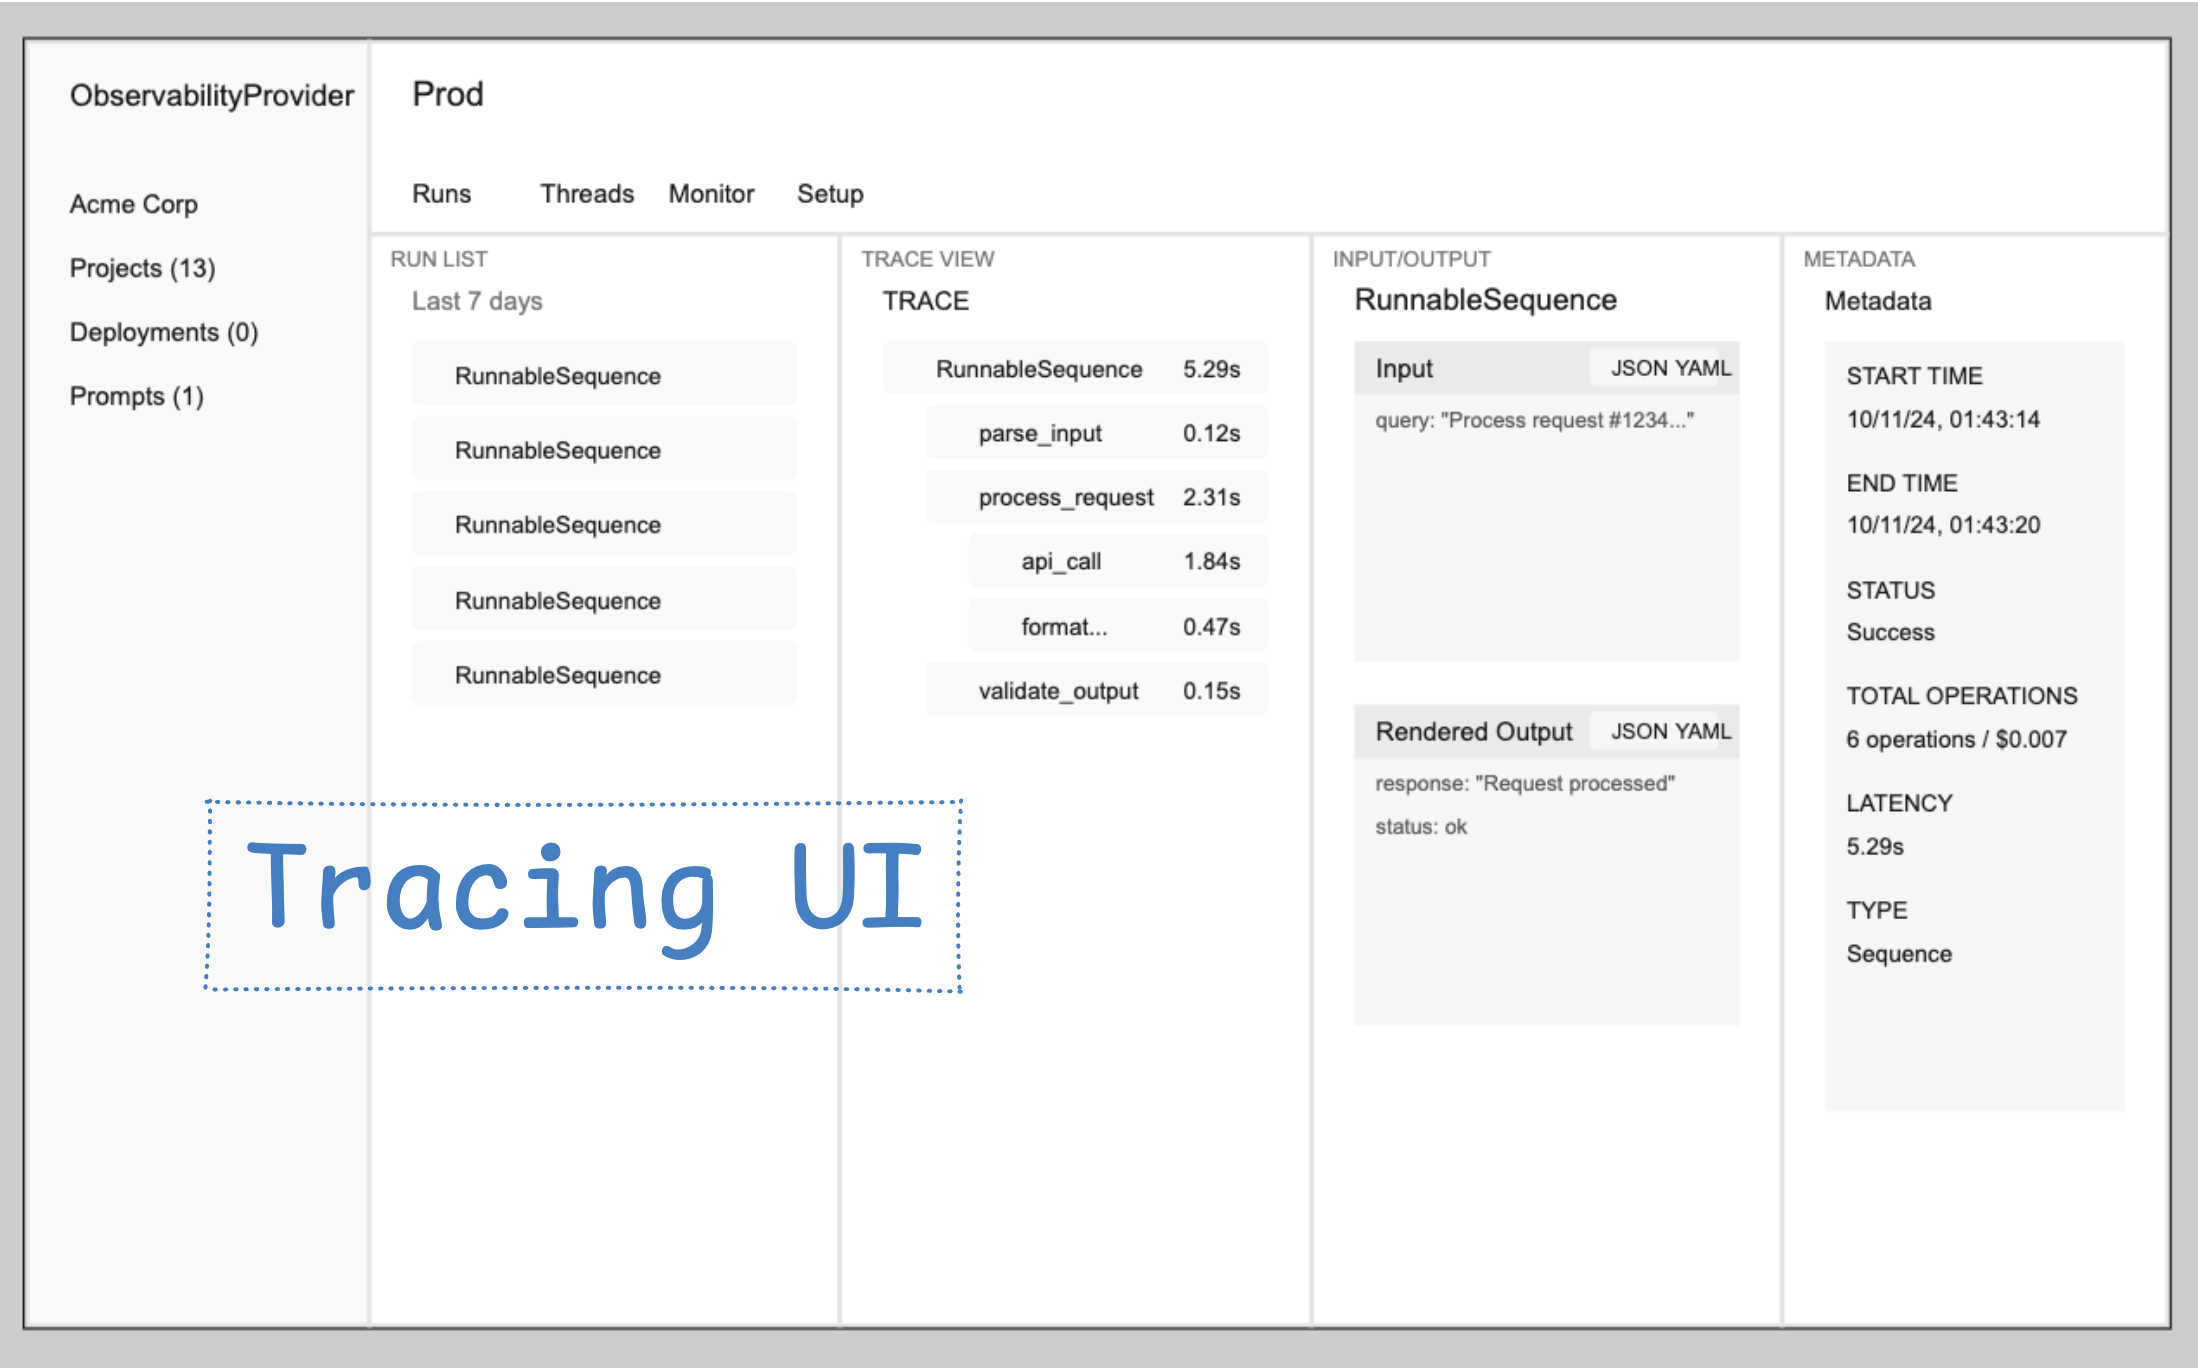 ObservabilityProvider
Acme Corp
Projects (13)
Deployments (0)
Prompts (1)
Prod
Runs Threads Monitor Setup
RUN LIST
Last 7 days
RunnableSequence
RunnableSequence
RunnableSequence
RunnableSequence
RunnableSequence
TRACE VIEW
TRACE
RunnableSequence 5.29s
parse_input 0.12s
process_request 2.31s
api_call 1.84s
format... 0.47s
validate_output 0.15s
INPUT/OUTPUT
RunnableSequence
Input JSON YAML
query: "Process request #1234..."
Rendered Output JSON YAML
response: "Request processed"
status: ok
METADATA
Metadata
START TIME
10/11/24, 01:43:14
END TIME
10/11/24, 01:43:20
STATUS
Success
TOTAL OPERATIONS
6 operations / $0.007
LATENCY
5.29s
TYPE
Sequence
Tracing UI